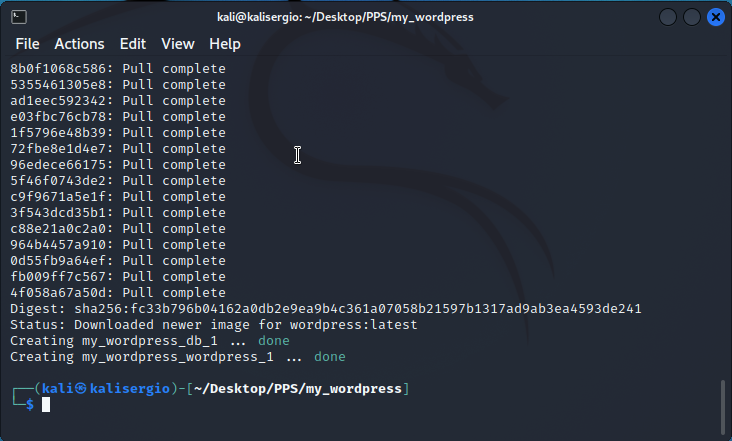 kali@kalisergio: ~/Desktop/PPS/my_wordpress
File Actions Edit View Help
8b0f1068c586: Pull complete
5355461305e8: Pull complete
ad1eec592342: Pull complete
e03fbc76cb78: Pull complete
1f5796e48b39: Pull complete
72fbe8e1d4e7: Pull complete
96edece66175: Pull complete
5f46f0743de2: Pull complete
c9f9671a5e1f: Pull complete
3f543dcd35b1: Pull complete
c88e21a0c2a0: Pull complete
964b4457a910: Pull complete
0d55fb9a64ef: Pull complete
fb009ff7c567: Pull complete
4f058a67a50d: Pull complete
Digest: sha256:fc33b796b04162a0db2e9ea9b4c361a07058b21597b1317ad9ab3ea4593de241
Status: Downloaded newer image for wordpress:latest
Creating my_wordpress_db_1 ... done
Creating my_wordpress_wordpress_1 ... done
┌──(kali㉿kalisergio)-[~/Desktop/PPS/my_wordpress]
└─$